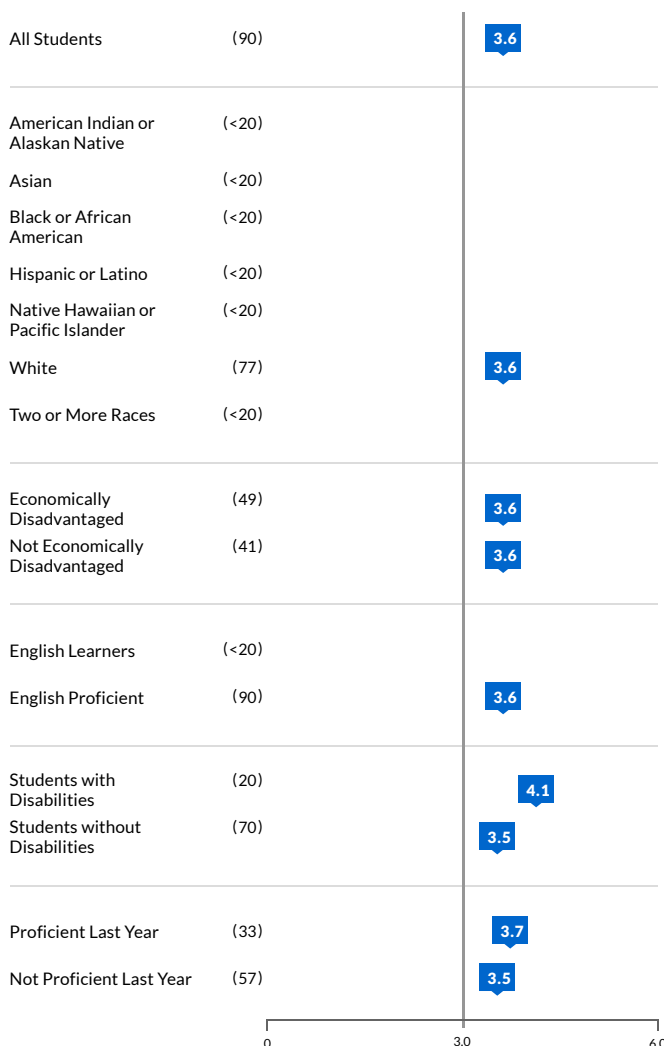 All Students (90) 3.6
American Indian or (<20)
Alaskan Native
Asian (<20)
Black or African (<20)
American
Hispanic or Latino (<20)
Native Hawaiian or (<20)
Pacific Islander
White (77) 3.6
Two or More Races (<20)
Economically (49) 3.6
Disadvantaged
Not Economically (41) 3.6
Disadvantaged
English Learners (<20)
English Proficient (90) 3.6
Students with (20) 4.1
Disabilities
Students without (70) 3.5
Disabilities
Proficient Last Year (33) 3.7
Not Proficient Last Year (57) 3.5
0 3.0 6.0